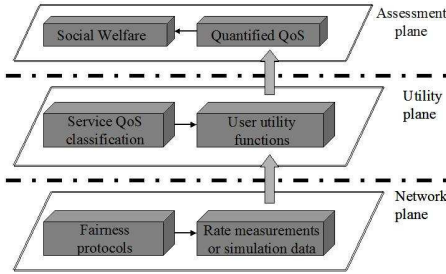 Assessment
plane
Social Welfare
Quantified QoS
Utility
plane
Service QoS
classification
User utility
functions
Network
plane
Fairness
protocols
Rate measurements
or simulation data